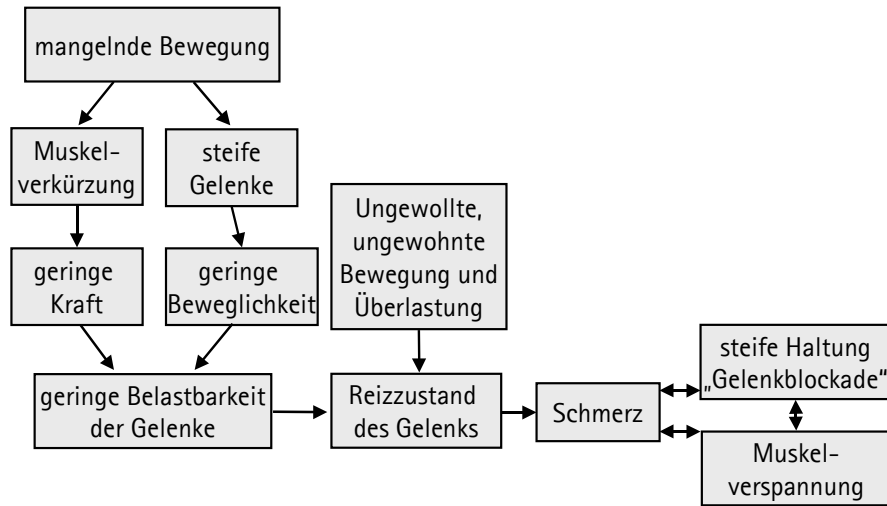 mangelnde Bewegung
Muskel-
verkürzung
steife
Gelenke
Ungewollte,
ungewohnte
Bewegung und
Überlastung
geringe
Kraft
geringe
Beweglichkeit
geringe Belastbarkeit
der Gelenke
Reizzustand
des Gelenks
Schmerz
steife Haltung
„Gelenkblockade“
Muskel-
verspannung